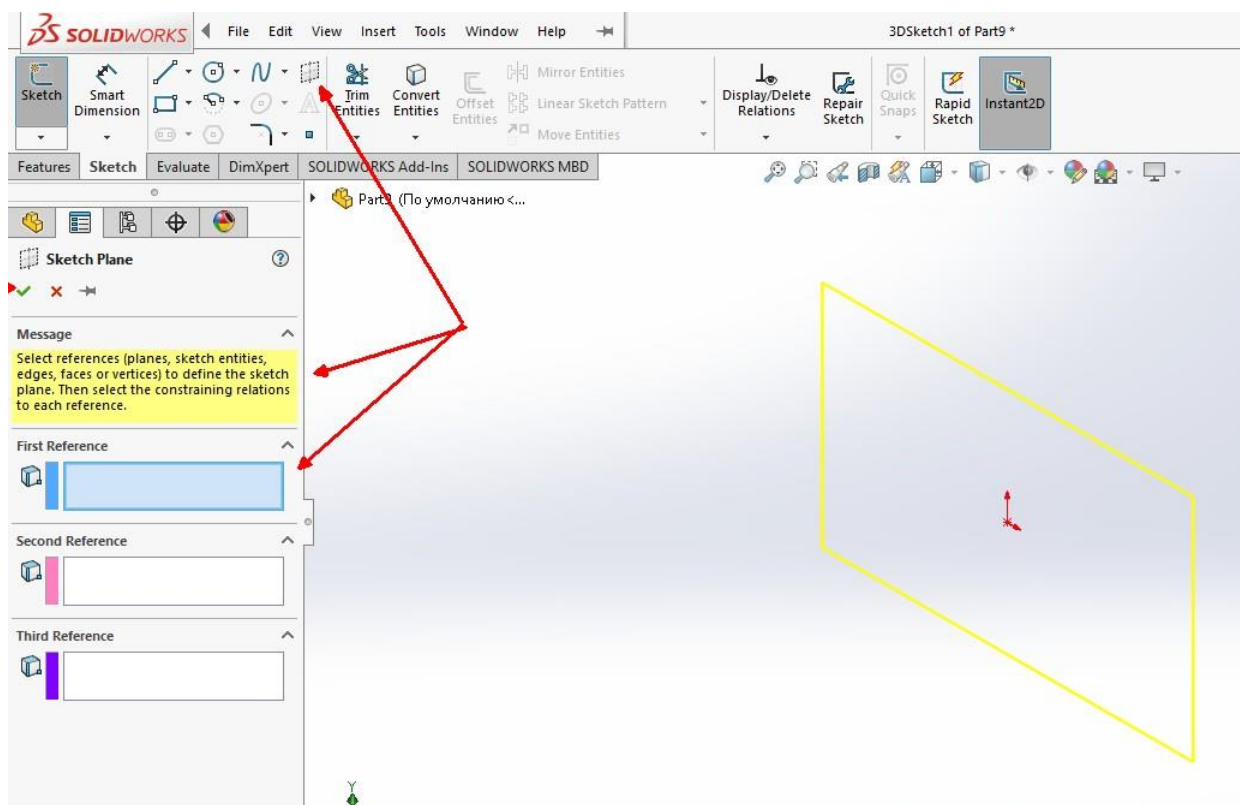 SOLIDWORKS File Edit View Insert Tools Window Help 3DSketch1 of Part9 *
Sketch
Smart Dimension
Trim Entities
Convert Entities
Offset Entities
Mirror Entities
Linear Sketch Pattern
Move Entities
Display/Delete Relations
Repair Sketch
Quick Snaps
Rapid Sketch
Instant2D
Features Sketch Evaluate DimXpert SOLIDWORKS Add-Ins SOLIDWORKS MBD
Part9 (По умолчанию<...
Sketch Plane
Message
Select references (planes, sketch entities,
edges, faces or vertices) to define the sketch
plane. Then select the constraining relations
to each reference.
First Reference
Second Reference
Third Reference
Y